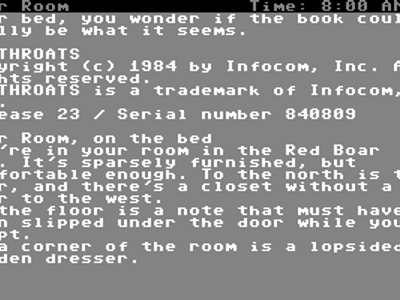 r Room Time: 8:00 AM
r bed, you wonder if the book coul
lly be what it seems.
THROATS
yright (c) 1984 by Infocom, Inc. A
hts reserved.
THROATS is a trademark of Infocom,
.
ease 23 / Serial number 840809
r Room, on the bed
're in your room in the Red Boar
. It's sparsely furnished, but
fortable enough. To the north is t
r, and there's a closet without a
r to the west.
the floor is a note that must have
n slipped under the door while you
pt.
a corner of the room is a lopsided
den dresser.